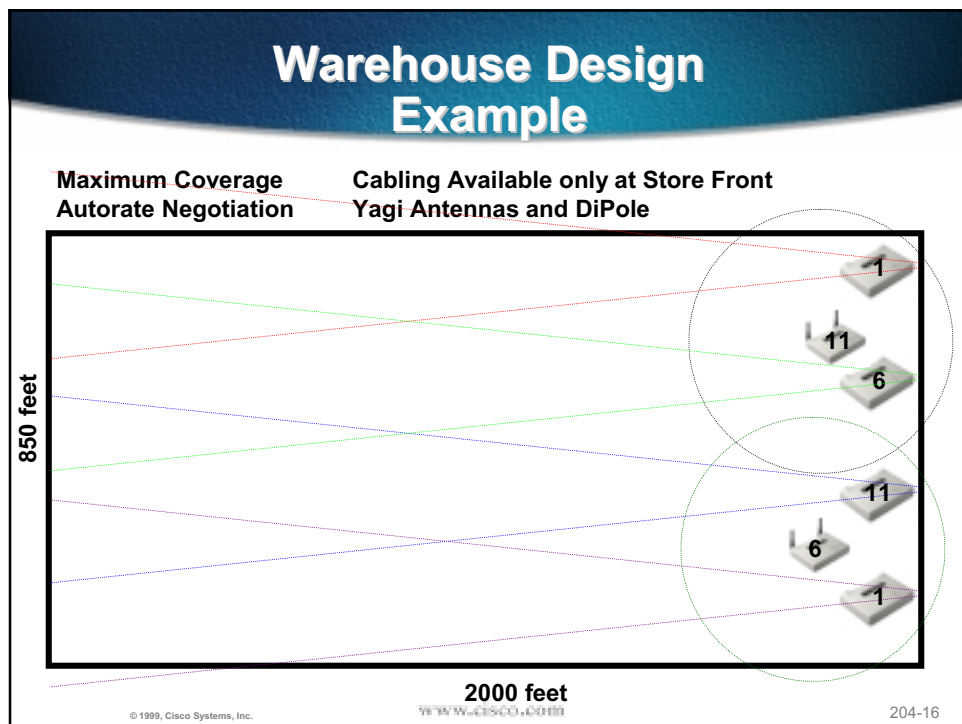 Warehouse Design
Example
Maximum Coverage
Autorate Negotiation
Cabling Available only at Store Front
Yagi Antennas and DiPole
1
11
6
11
6
1
850 feet
2000 feet
© 1999, Cisco Systems, Inc.
www.cisco.com
204-16